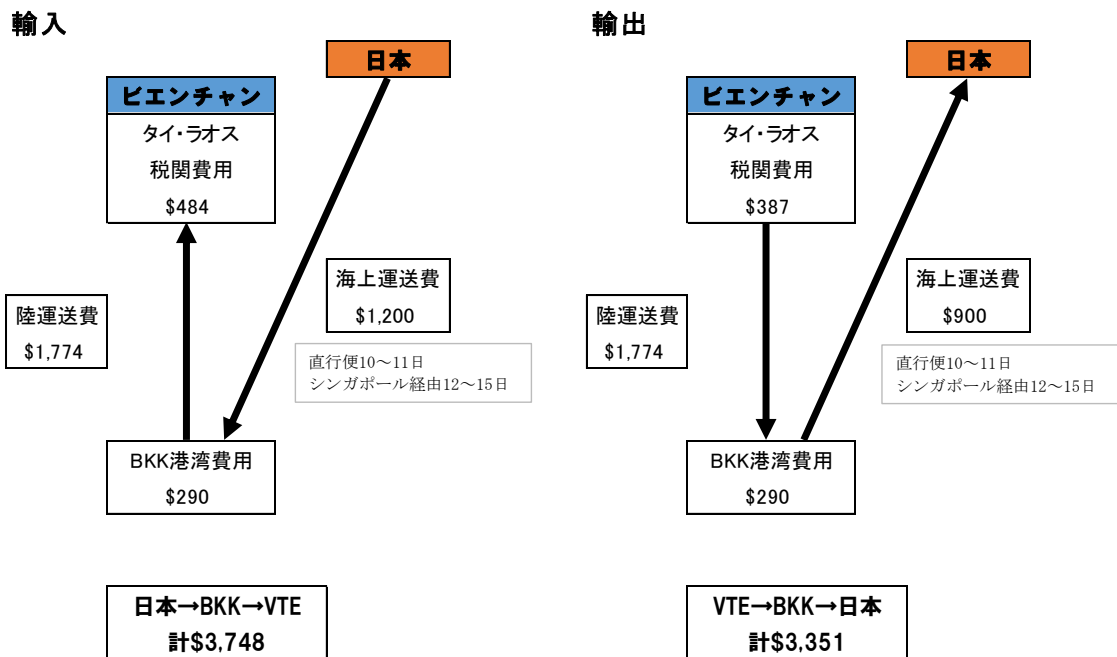 輸入
日本
ビエンチャン
タイ・ラオス
税関費用
$484
海上運送費
$1,200
陸運送費
$1,774
直行便10～11日
シンガポール経由12～15日
BKK港湾費用
$290
日本→BKK→VTE
計$3,748
輸出
日本
ビエンチャン
タイ・ラオス
税関費用
$387
海上運送費
$900
陸運送費
$1,774
直行便10～11日
シンガポール経由12～15日
BKK港湾費用
$290
VTE→BKK→日本
計$3,351